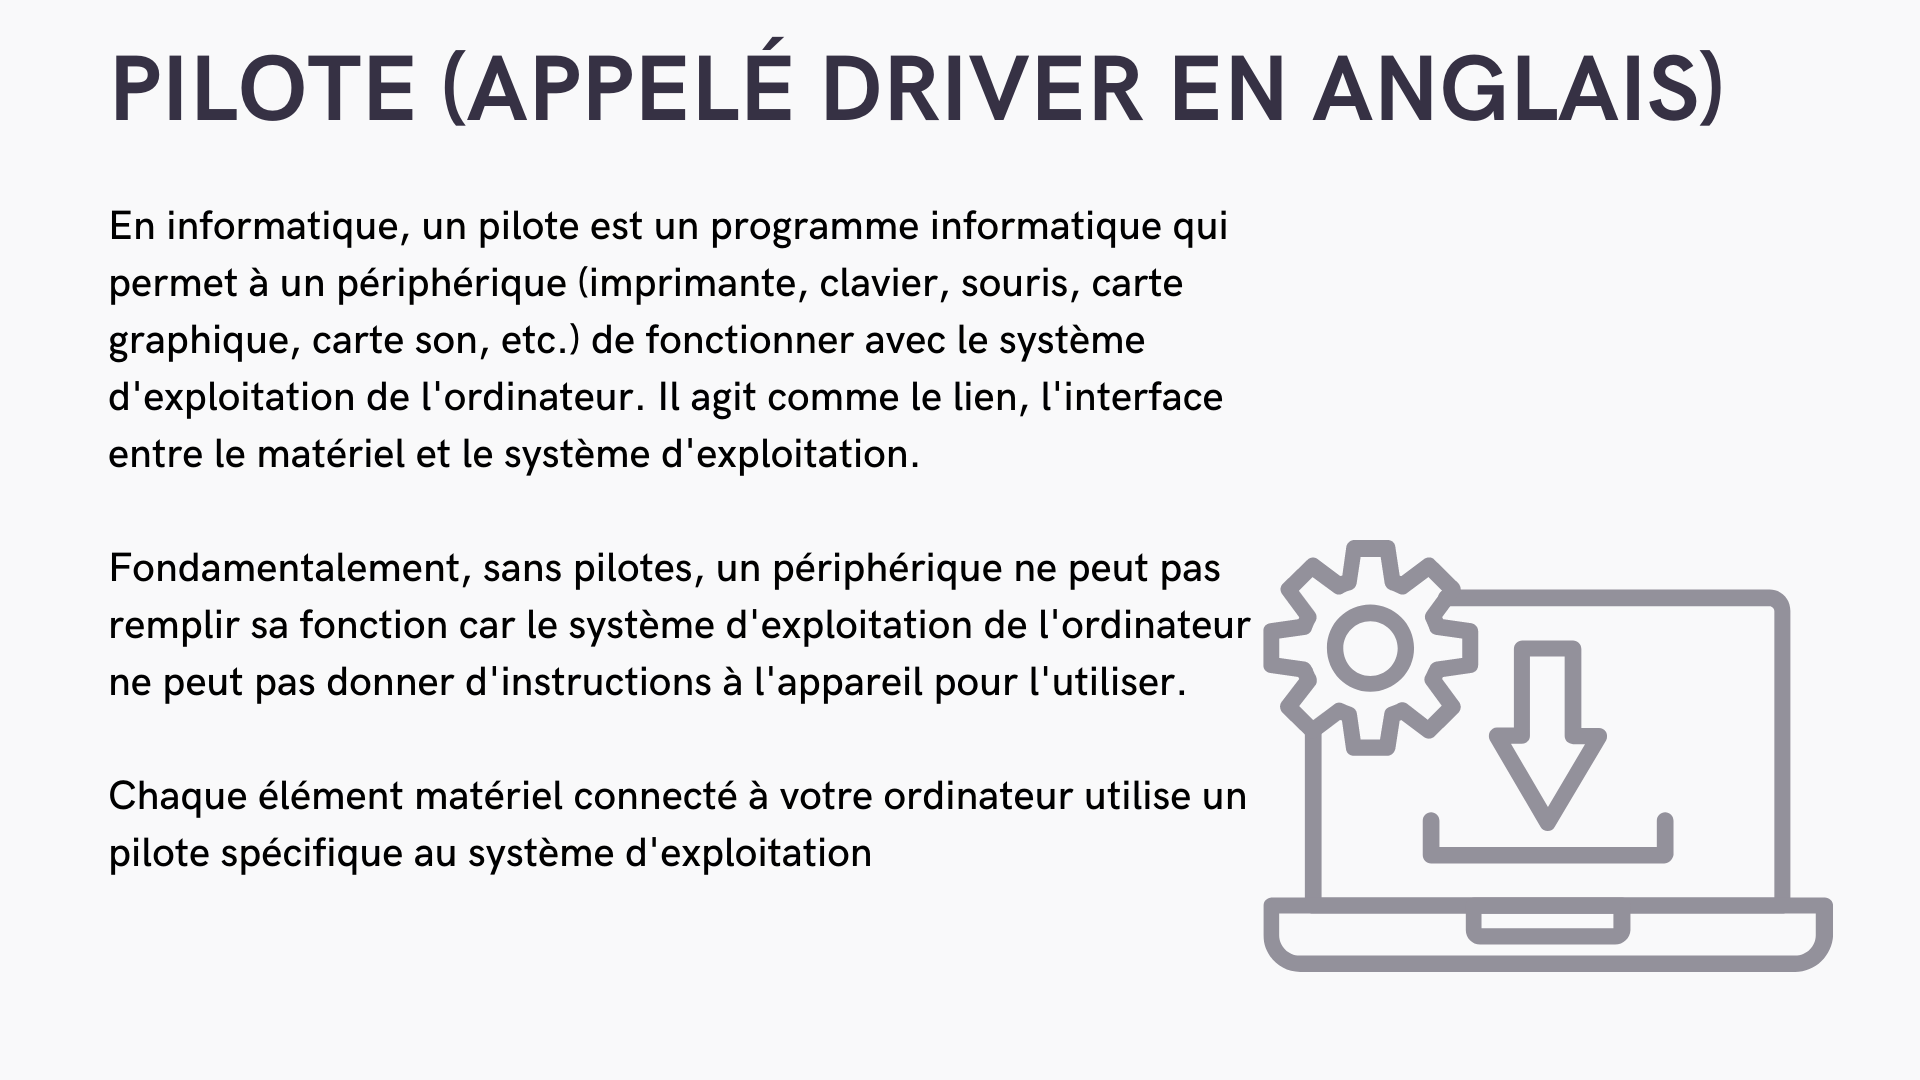 PILOTE (APPELÉ DRIVER EN ANGLAIS)
En informatique, un pilote est un programme informatique qui
permet à un périphérique (imprimante, clavier, souris, carte
graphique, carte son, etc.) de fonctionner avec le système
d'exploitation de l'ordinateur. Il agit comme le lien, l'interface
entre le matériel et le système d'exploitation.
Fondamentalement, sans pilotes, un périphérique ne peut pas
remplir sa fonction car le système d'exploitation de l'ordinateur
ne peut pas donner d'instructions à l'appareil pour l'utiliser.
Chaque élément matériel connecté à votre ordinateur utilise un
pilote spécifique au système d'exploitation